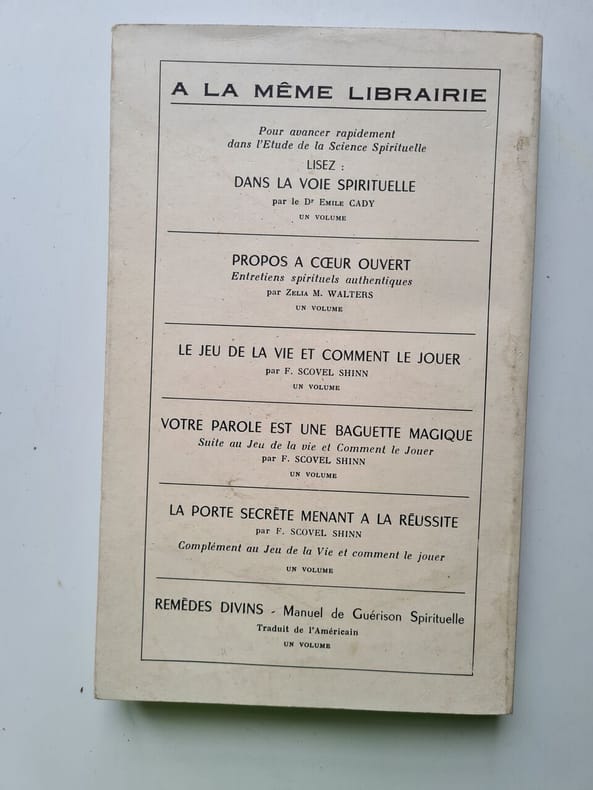 A LA MÊME LIBRAIRIE
Pour avancer rapidement
dans l'Etude de la Science Spirituelle
LISEZ :
DANS LA VOIE SPIRITUELLE
par le Dr EMILE CADY
UN VOLUME
PROPOS A CŒUR OUVERT
Entretiens spirituels authentiques
par ZELIA M. WALTERS
UN VOLUME
LE JEU DE LA VIE ET COMMENT LE JOUER
par F. SCOVEL SHINN
UN VOLUME
VOTRE PAROLE EST UNE BAGUETTE MAGIQUE
Suite au Jeu de la vie et Comment le Jouer
par F. SCOVEL SHINN
UN VOLUME
LA PORTE SECRÈTE MENANT A LA RÉUSSITE
par F. SCOVEL SHINN
Complément au Jeu de la Vie et comment le jouer
UN VOLUME
REMÈDES DIVINS - Manuel de Guérison Spirituelle
Traduit de l'Américain
UN VOLUME